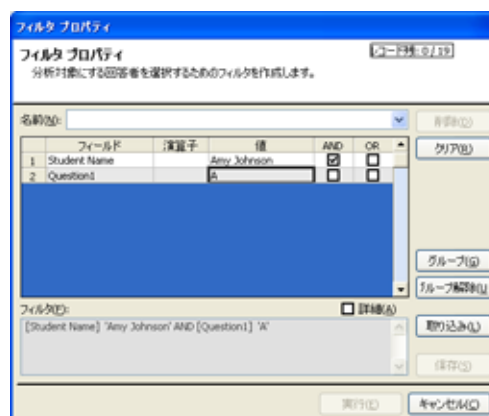 フィルタ プロパティ
フィルタ プロパティ
レコード残: 0 / 19
分析対象にする回答者を選択するためのフィルタを作成します。
名前(N):
削除(D)
フィールド 演算子 値 AND OR
クリア(R)
1 Student Name Amy Johnson
2 Question1 A
グループ(G)
グループ解除(U)
フィルタ(F):
詳細(A)
[Student Name] 'Amy Johnson' AND [Question1] 'A'
取り込み(L)
保存(S)
実行(E)
キャンセル(C)